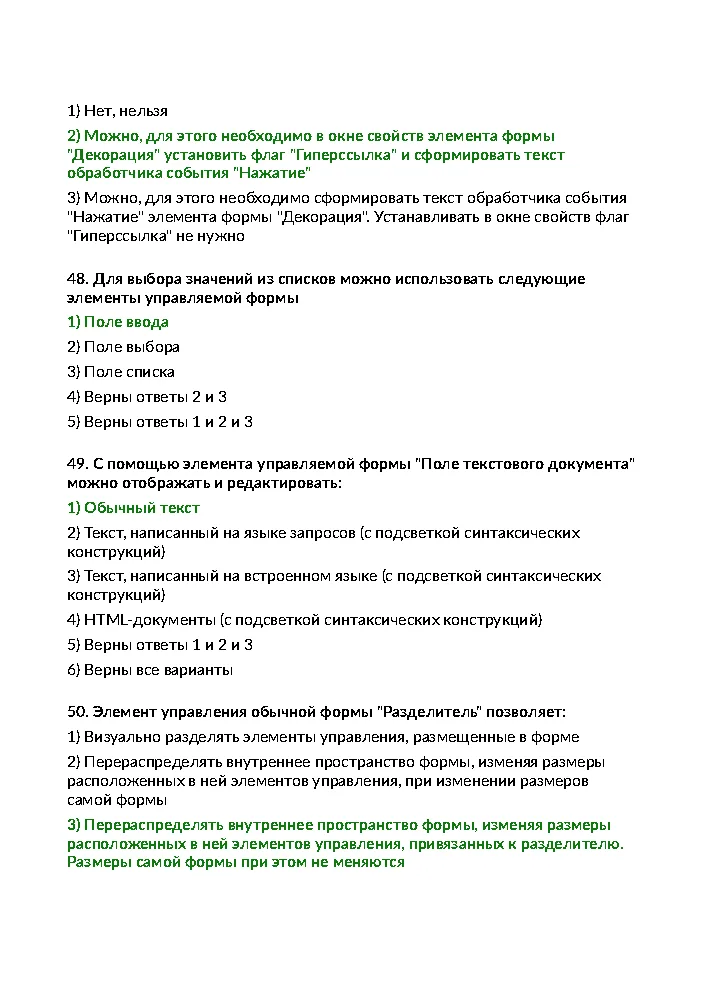 1) Нет, нельзя
2) Можно, для этого необходимо в окне свойств элемента формы
"Декорация" установить флаг "Гиперссылка" и сформировать текст
обработчика события "Нажатие"
3) Можно, для этого необходимо сформировать текст обработчика события
"Нажатие" элемента формы "Декорация". Устанавливать в окне свойств флаг
"Гиперссылка" не нужно
48. Для выбора значений из списков можно использовать следующие
элементы управляемой формы
1) Поле ввода
2) Поле выбора
3) Поле списка
4) Верны ответы 2 и 3
5) Верны ответы 1 и 2 и 3
49. С помощью элемента управляемой формы "Поле текстового документа"
можно отображать и редактировать:
1) Обычный текст
2) Текст, написанный на языке запросов (с подсветкой синтаксических
конструкций)
3) Текст, написанный на встроенном языке (с подсветкой синтаксических
конструкций)
4) HTML-документы (с подсветкой синтаксических конструкций)
5) Верны ответы 1 и 2 и 3
6) Верны все варианты
50. Элемент управления обычной формы "Разделитель" позволяет:
1) Визуально разделять элементы управления, размещенные в форме
2) Перераспределять внутреннее пространство формы, изменяя размеры
расположенных в ней элементов управления, при изменении размеров
самой формы
3) Перераспределять внутреннее пространство формы, изменяя размеры
расположенных в ней элементов управления, привязанных к разделителю.
Размеры самой формы при этом не меняются